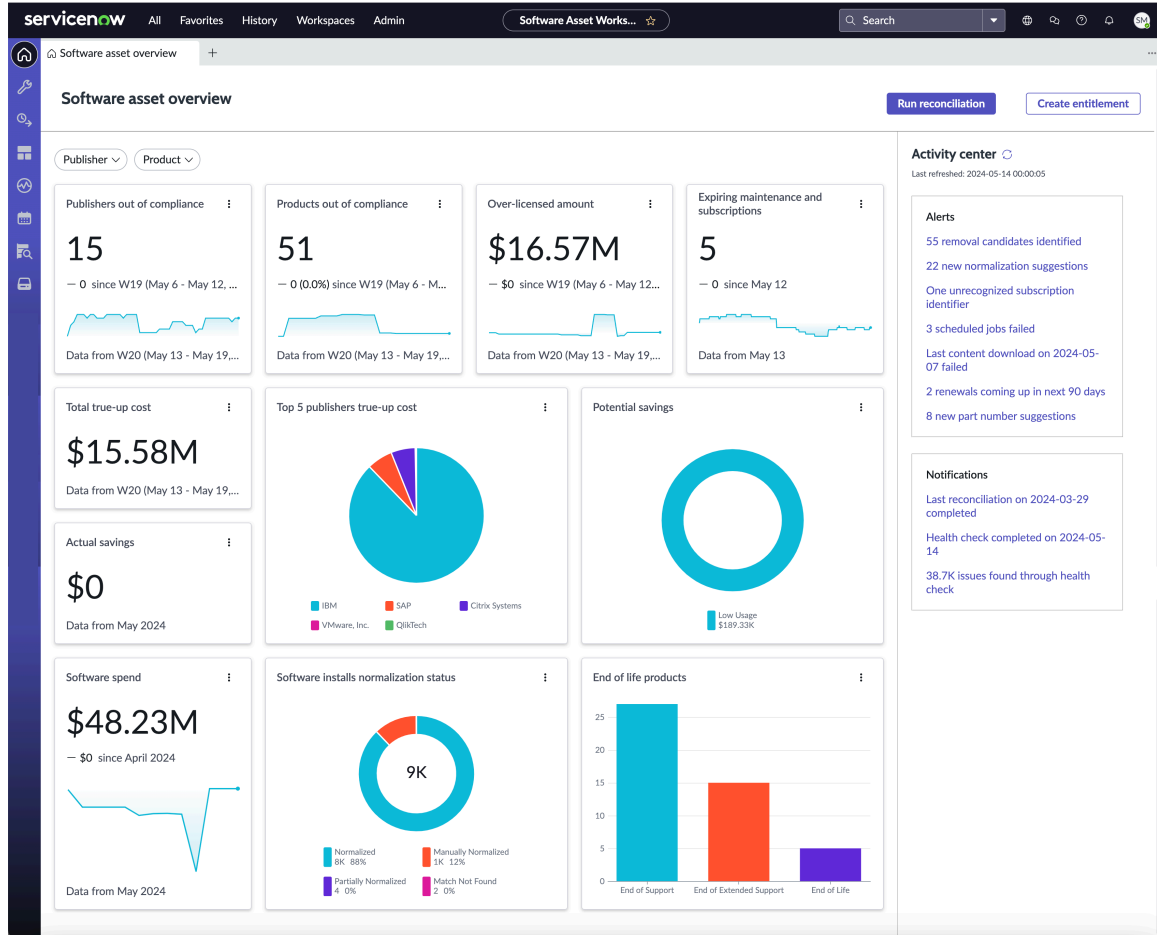 servicenow
All Favorites History Workspaces Admin
Software Asset Works...
Search
SM
Software asset overview
Software asset overview
Run reconciliation
Create entitlement
Publisher
Product
Publishers out of compliance
15
— 0 since W19 (May 6 - May 12, ...
Data from W20 (May 13 - May 19,...
Products out of compliance
51
— 0 (0.0%) since W19 (May 6 - M...
Data from W20 (May 13 - May 19,...
Over-licensed amount
$16.57M
— $0 since W19 (May 6 - May 12...
Data from W20 (May 13 - May 19,...
Expiring maintenance and
subscriptions
5
— 0 since May 12
Data from May 13
Total true-up cost
$15.58M
Data from W20 (May 13 - May 19,...
Actual savings
$0
Data from May 2024
Top 5 publishers true-up cost
IBM
SAP
Citrix Systems
VMware, Inc.
QlikTech
Potential savings
Low Usage
$189.33K
Software spend
$48.23M
— $0 since April 2024
Data from May 2024
Software installs normalization status
9K
Normalized
8K 88%
Manually Normalized
1K 12%
Partially Normalized
4 0%
Match Not Found
2 0%
End of life products
25
20
15
10
5
0
End of Support
End of Extended Support
End of Life
Activity center
Last refreshed: 2024-05-14 00:00:05
Alerts
55 removal candidates identified
22 new normalization suggestions
One unrecognized subscription
identifier
3 scheduled jobs failed
Last content download on 2024-05-
07 failed
2 renewals coming up in next 90 days
8 new part number suggestions
Notifications
Last reconciliation on 2024-03-29
completed
Health check completed on 2024-05-
14
38.7K issues found through health
check